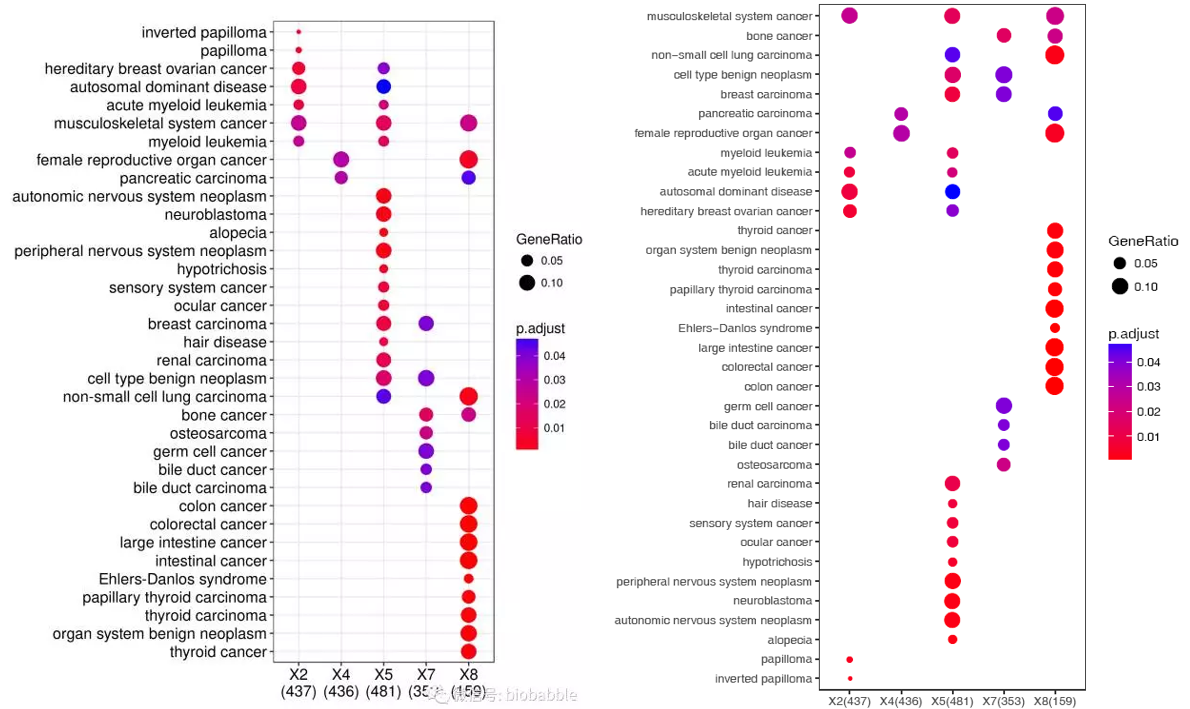 inverted papilloma
papilloma
hereditary breast ovarian cancer
autosomal dominant disease
acute myeloid leukemia
musculoskeletal system cancer
myeloid leukemia
female reproductive organ cancer
pancreatic carcinoma
autonomic nervous system neoplasm
neuroblastoma
alopecia
peripheral nervous system neoplasm
hypotrichosis
sensory system cancer
ocular cancer
breast carcinoma
hair disease
renal carcinoma
cell type benign neoplasm
non-small cell lung carcinoma
bone cancer
osteosarcoma
germ cell cancer
bile duct cancer
bile duct carcinoma
colon cancer
colorectal cancer
large intestine cancer
intestinal cancer
Ehlers-Danlos syndrome
papillary thyroid carcinoma
thyroid carcinoma
organ system benign neoplasm
thyroid cancer
X2 X4 X5 X7 X8
(437) (436) (481) (159)
GeneRatio
0.05
0.10
p.adjust
0.04
0.03
0.02
0.01
号: biobabble
musculoskeletal system cancer
bone cancer
non-small cell lung carcinoma
cell type benign neoplasm
breast carcinoma
pancreatic carcinoma
female reproductive organ cancer
myeloid leukemia
acute myeloid leukemia
autosomal dominant disease
hereditary breast ovarian cancer
thyroid cancer
organ system benign neoplasm
thyroid carcinoma
papillary thyroid carcinoma
intestinal cancer
Ehlers-Danlos syndrome
large intestine cancer
colorectal cancer
colon cancer
germ cell cancer
bile duct carcinoma
bile duct cancer
osteosarcoma
renal carcinoma
hair disease
sensory system cancer
ocular cancer
hypotrichosis
peripheral nervous system neoplasm
neuroblastoma
autonomic nervous system neoplasm
alopecia
papilloma
inverted papilloma
X2(437) X4(436) X5(481) X7(353) X8(159)
GeneRatio
0.05
0.10
p.adjust
0.04
0.03
0.02
0.01